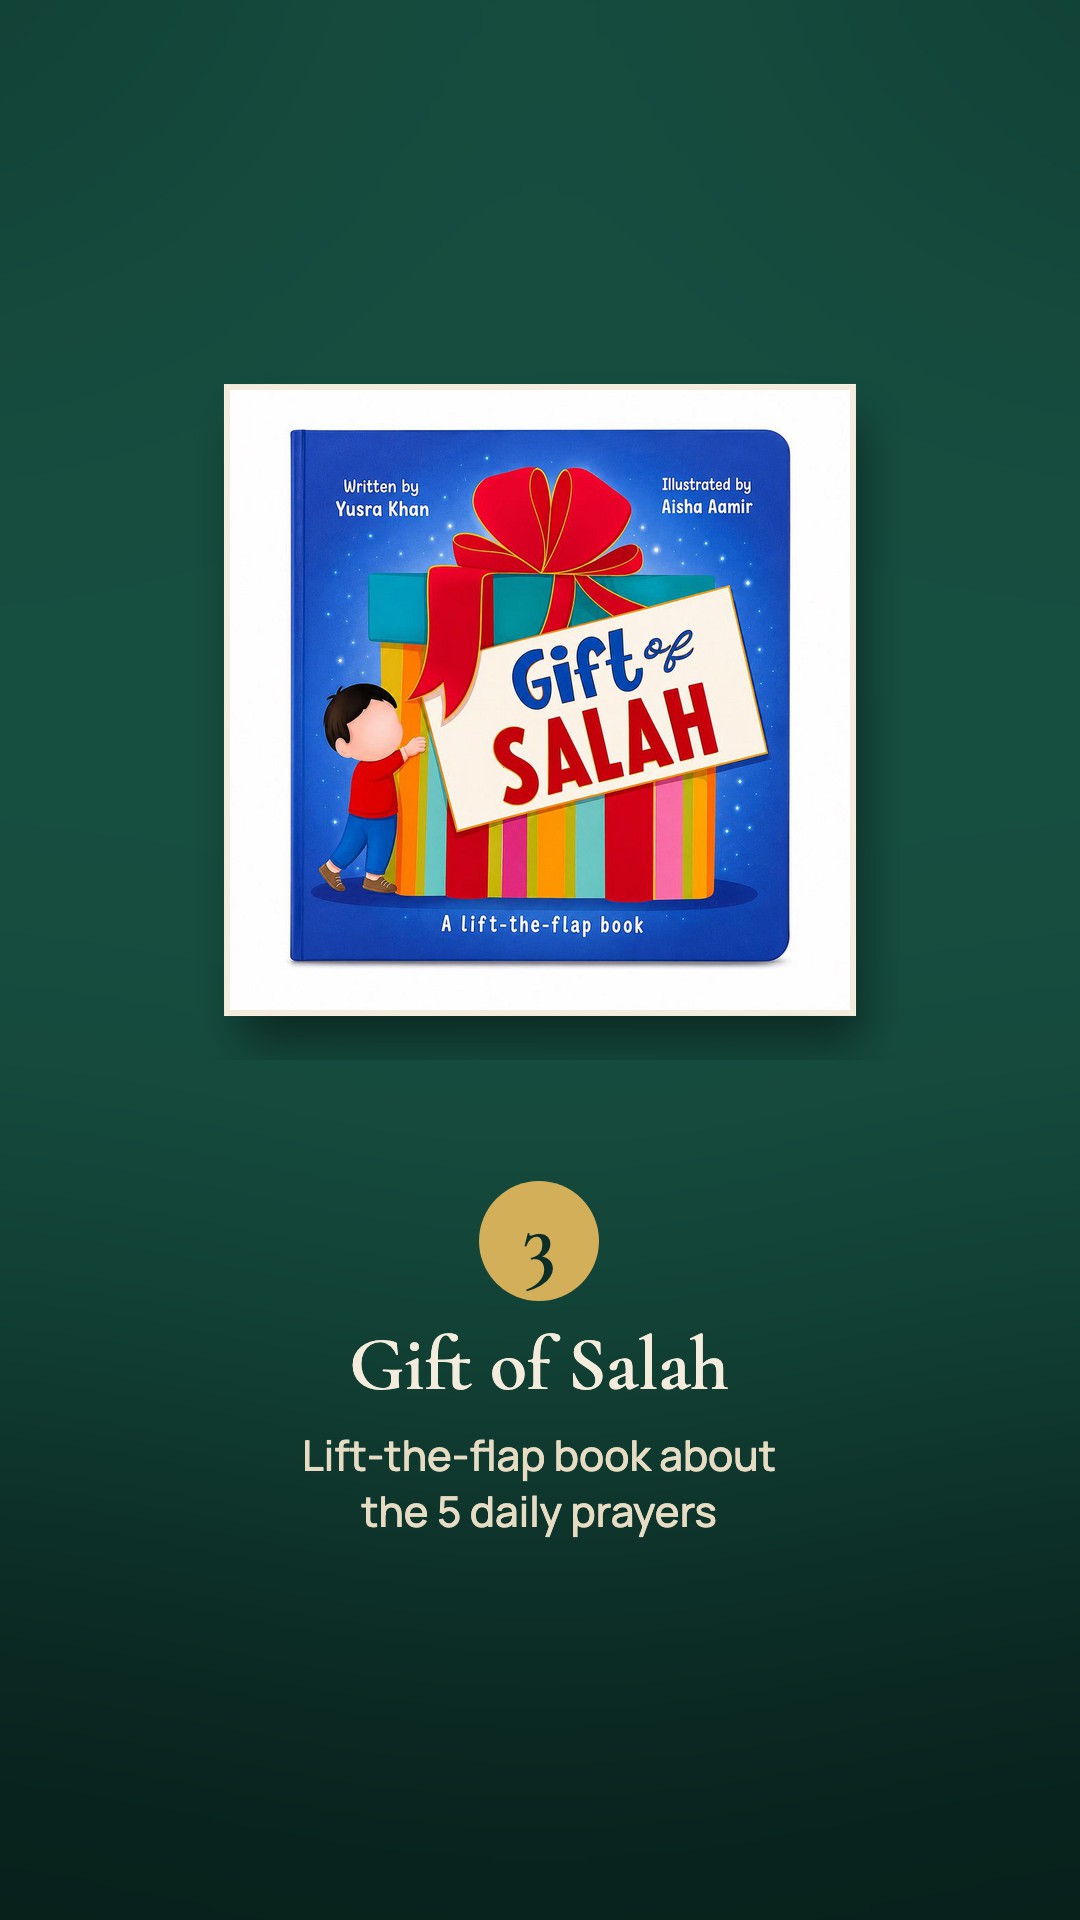 Written by
Yusra Khan
Illustrated by
Aisha Aamir
Gift of
SALAH
A lift-the-flap book
3
Gift of Salah
Lift-the-flap book about
the 5 daily prayers